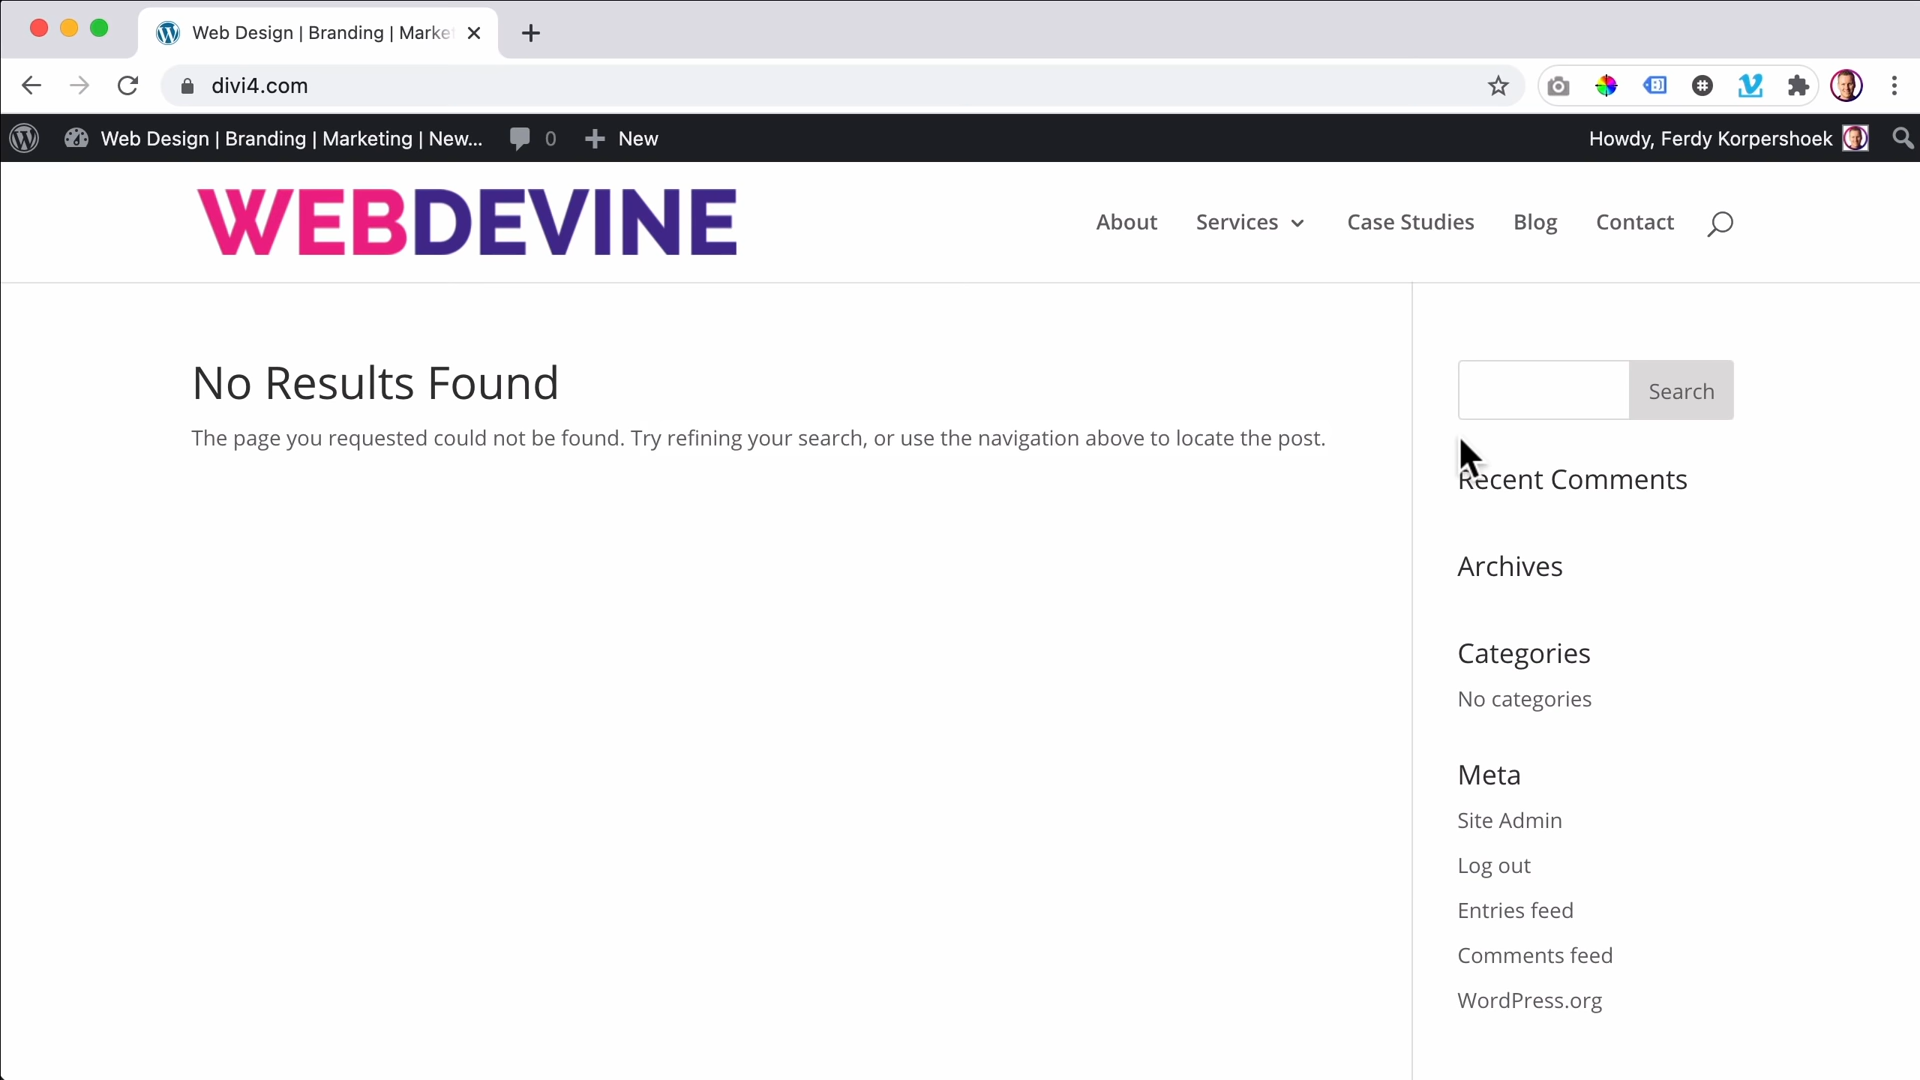 Web Design | Branding | Marke
divi4.com
Web Design | Branding | Marketing | New... 0 New
Howdy, Ferdy Korpershoek
WEBDEVINE
About Services Case Studies Blog Contact
No Results Found
The page you requested could not be found. Try refining your search, or use the navigation above to locate the post.
Search
Recent Comments
Archives
Categories
No categories
Meta
Site Admin
Log out
Entries feed
Comments feed
WordPress.org